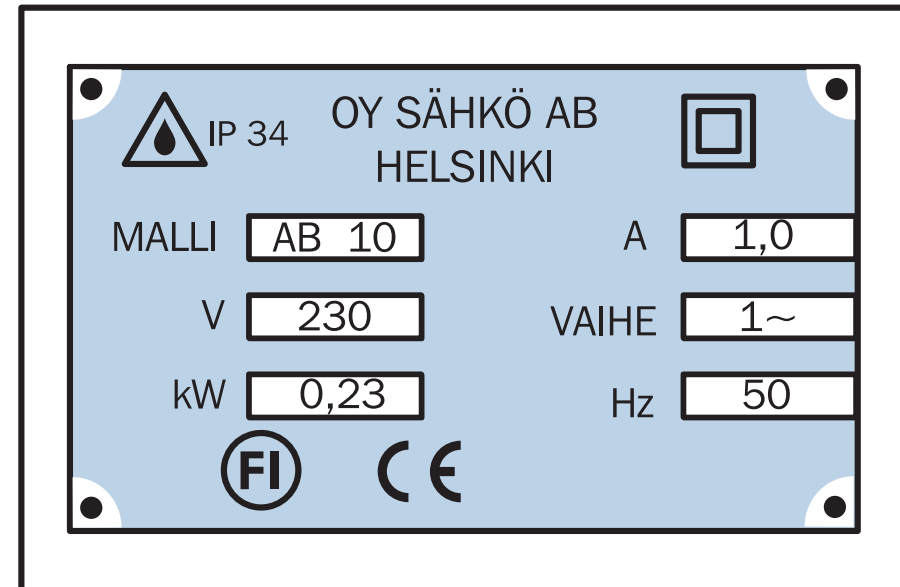 IP 34 OY SÄHKÖ AB
HELSINKI
MALLI AB 10 A 1,0
V 230 VAIHE 1~
kW 0,23 Hz 50
FI CE